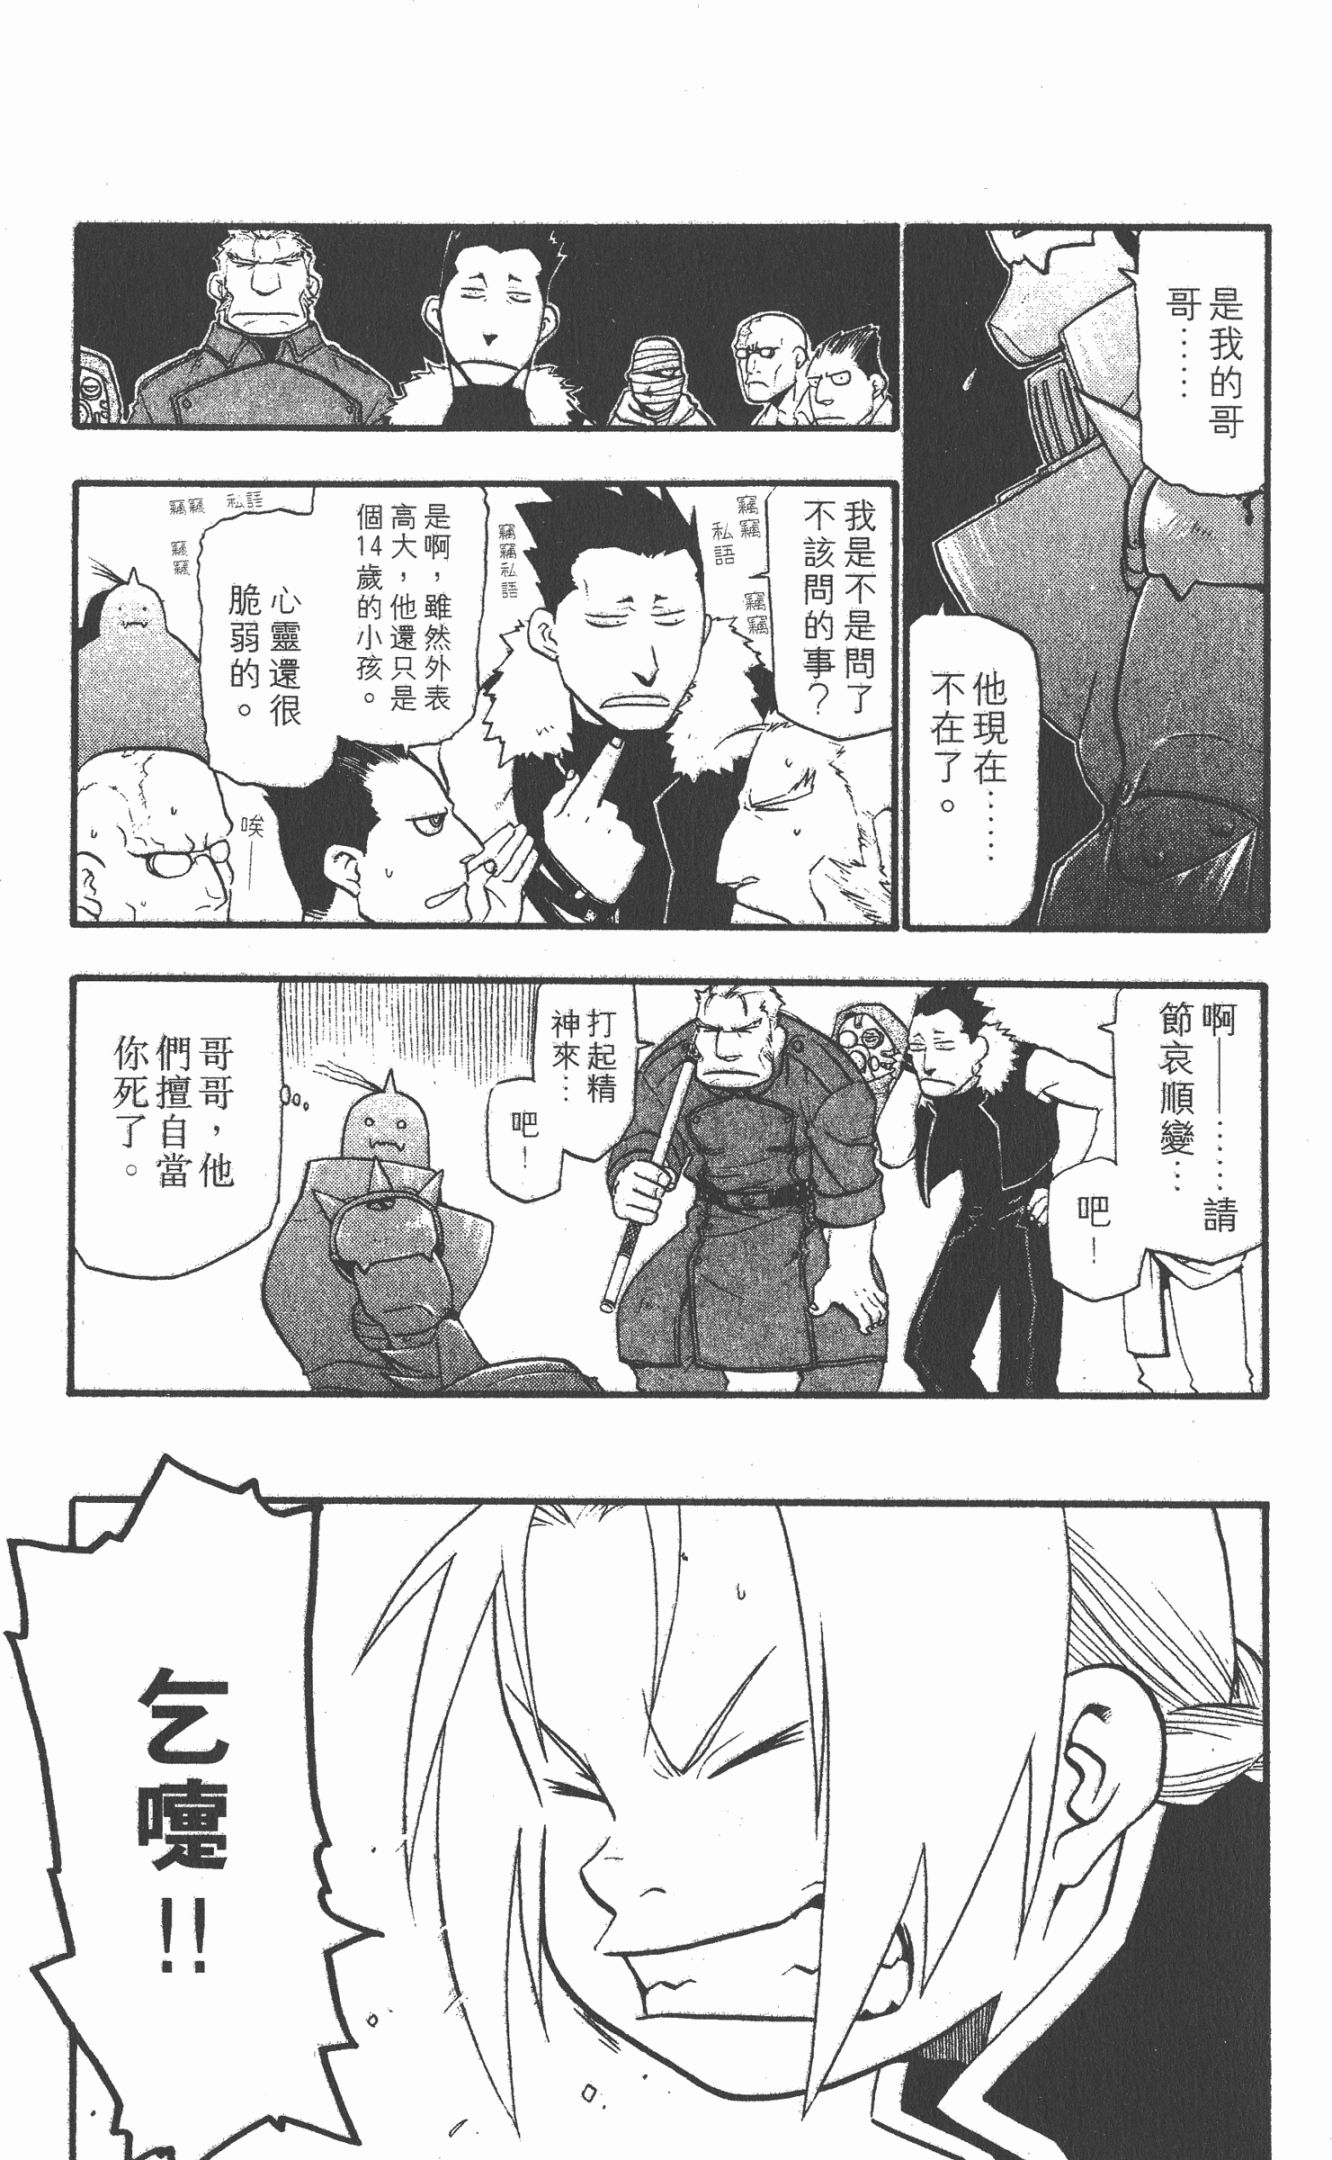 是我的哥
哥……
他現在……
不在了。
我是不是問了
不該問的事？
竊竊
私語
竊竊
竊竊私語
是啊，雖然外表
高大，他還只是
個14歲的小孩。
心靈還很
脆弱的。
私語
竊竊
竊竊
唉──
啊──……請
節哀順變…
吧！
打起精
神來…
吧！
哥哥，他
們擅自當
你死了。
乞嚏!!